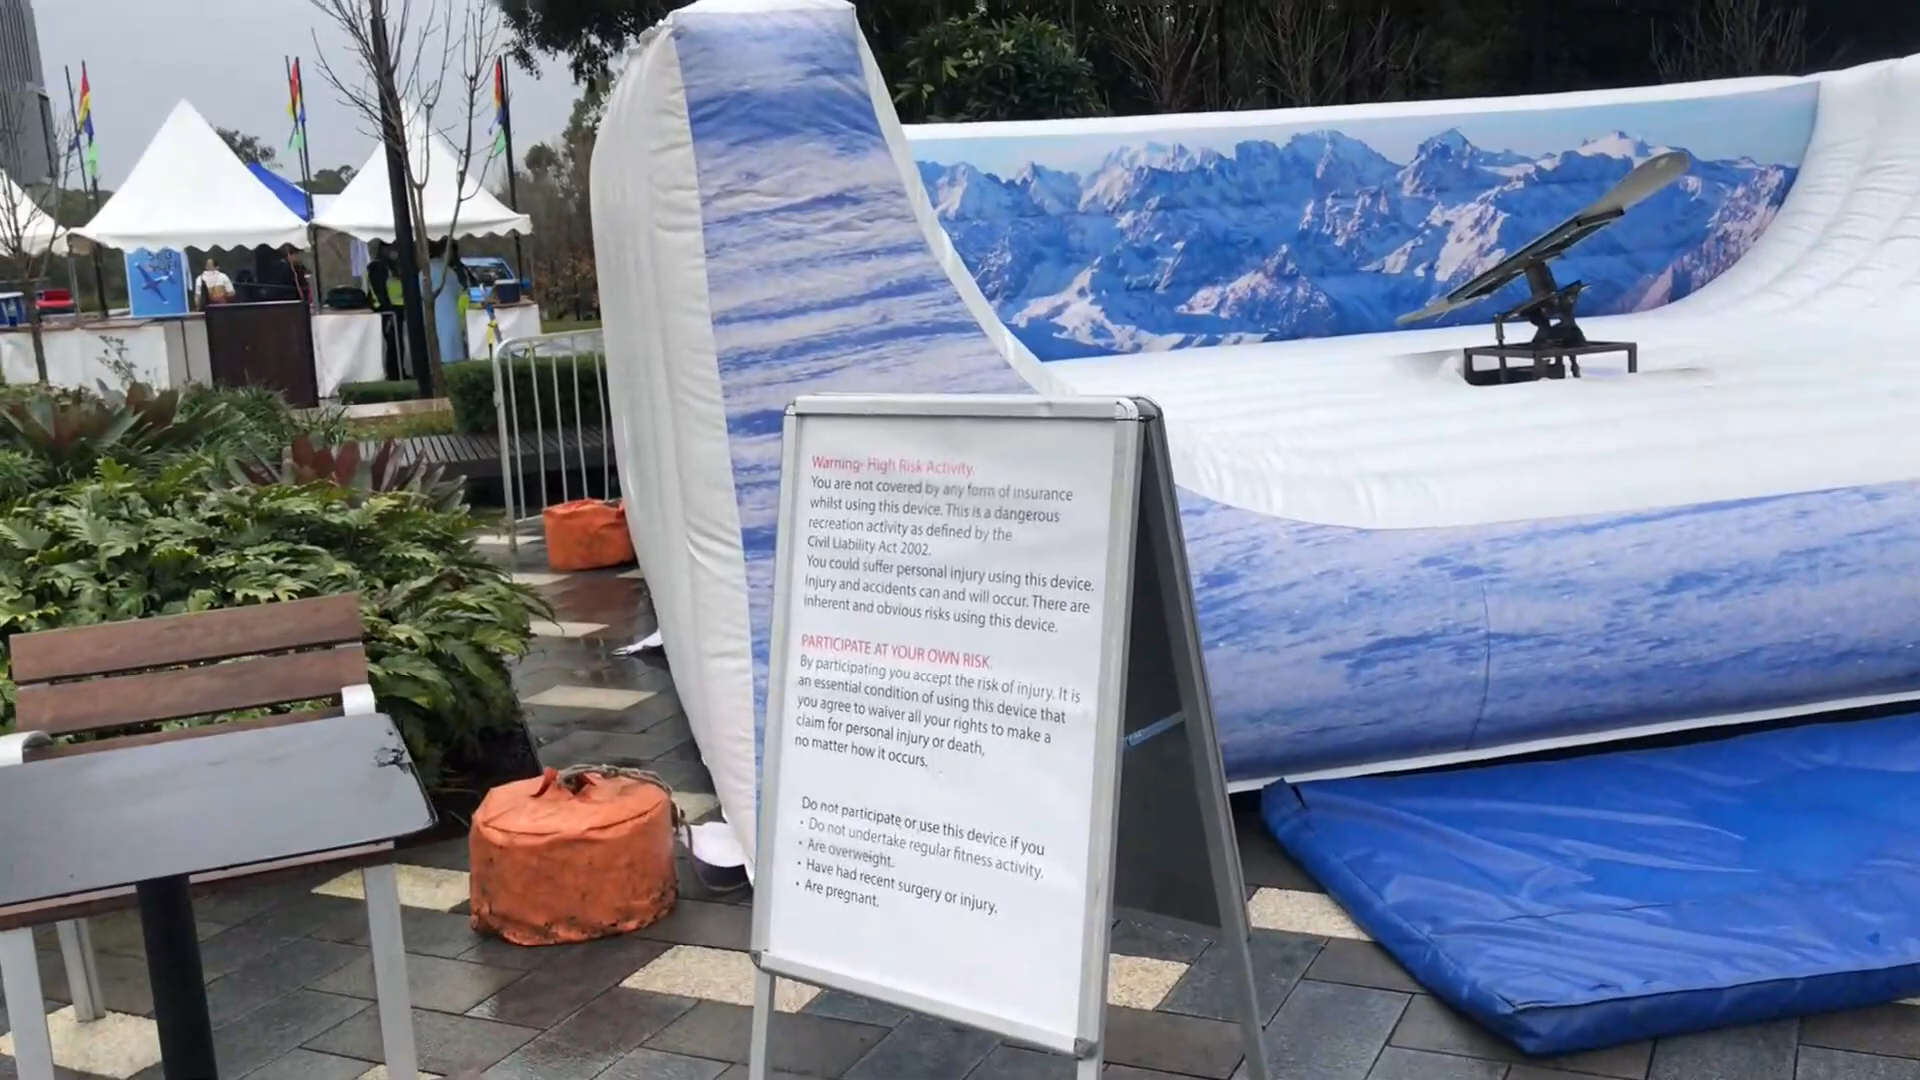 Warning- High Risk Activity.
You are not covered by any form of insurance
whilst using this device. This is a dangerous
recreation activity as defined by the
Civil Liability Act 2002.
You could suffer personal injury using this device.
Injury and accidents can and will occur. There are
inherent and obvious risks using this device.
PARTICIPATE AT YOUR OWN RISK.
By participating you accept the risk of injury. It is
an essential condition of using this device that
you agree to waiver all your rights to make a
claim for personal injury or death,
no matter how it occurs.
Do not participate or use this device if you
• Do not undertake regular fitness activity.
• Are overweight.
• Have had recent surgery or injury.
• Are pregnant.